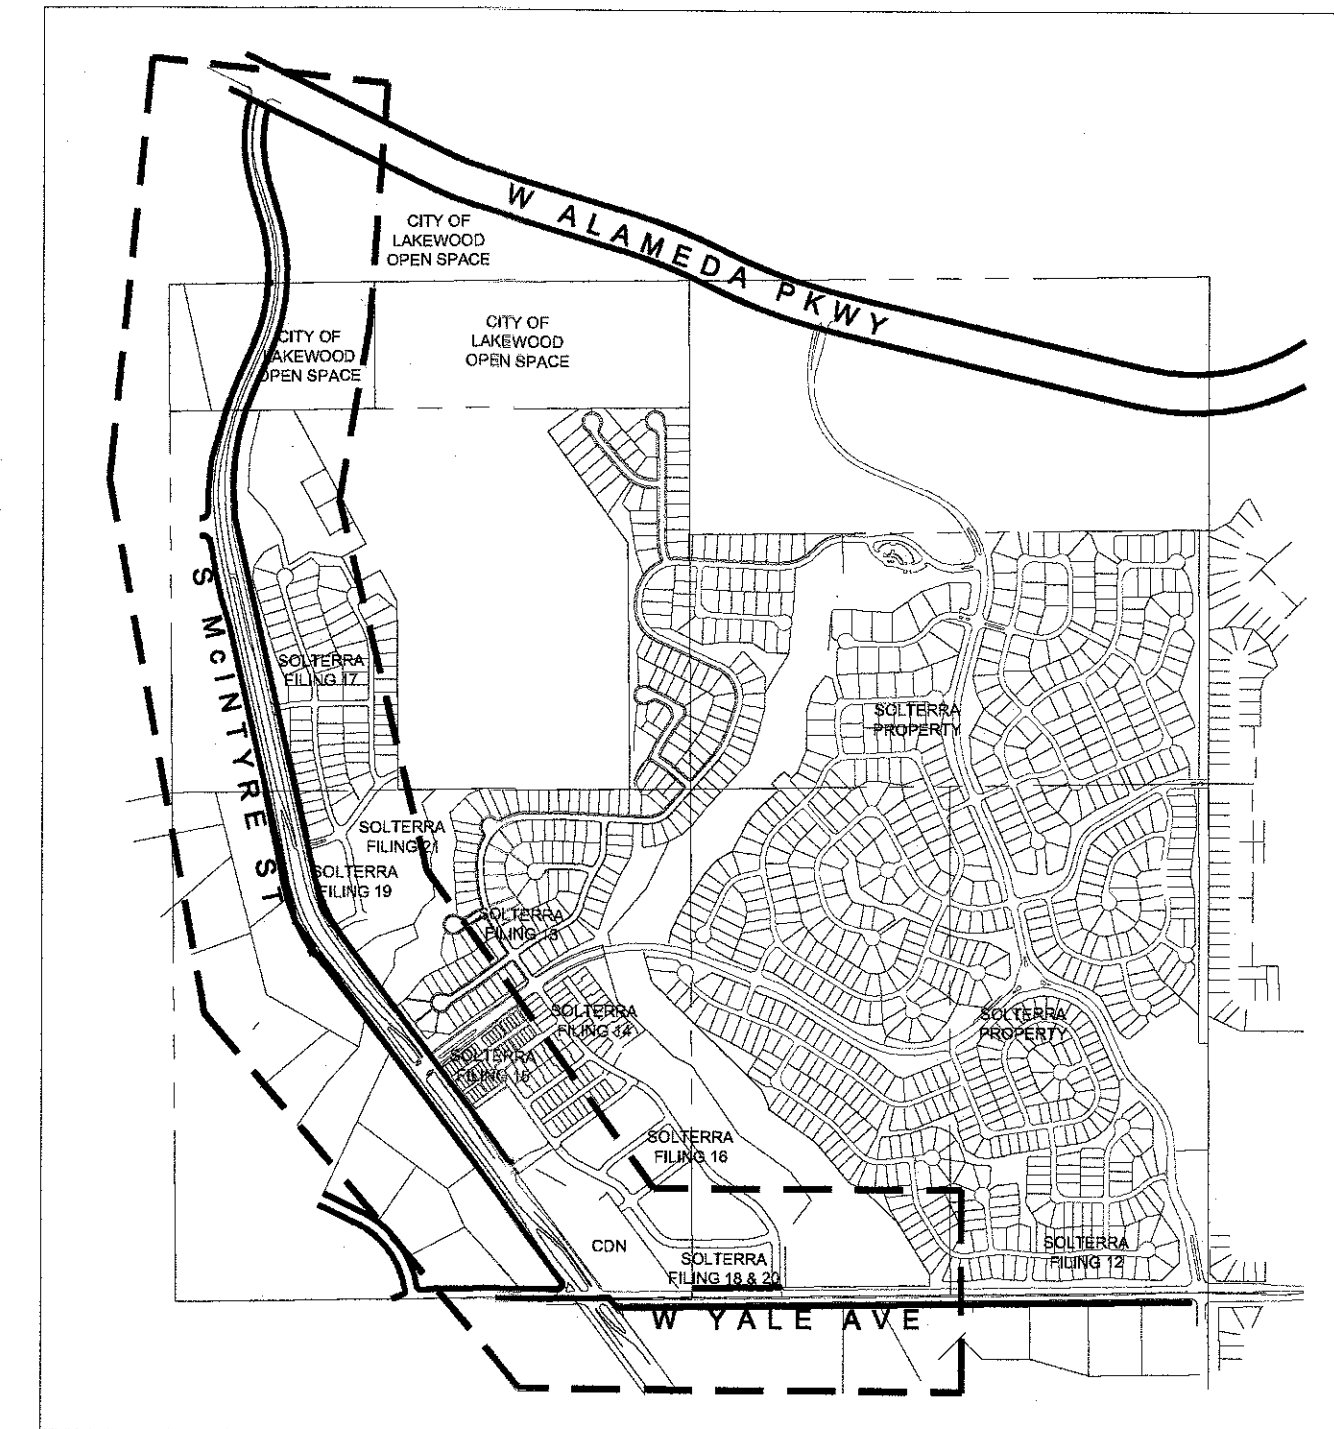 W ALAMEDA PKWY
CITY OF
LAKEWOOD
OPEN SPACE
CITY OF
LAKEWOOD
OPEN SPACE
CITY OF
LAKEWOOD
OPEN SPACE
S McINTYRE ST
SOLTERRA
FILING 17
SOLTERRA
PROPERTY
SOLTERRA
FILING 21
SOLTERRA
FILING 19
SOLTERRA
FILING 13
SOLTERRA
FILING 14
SOLTERRA
PROPERTY
SOLTERRA
FILING 15
SOLTERRA
FILING 16
CDN
SOLTERRA
FILING 18 & 20
SOLTERRA
FILING 12
W YALE AVE